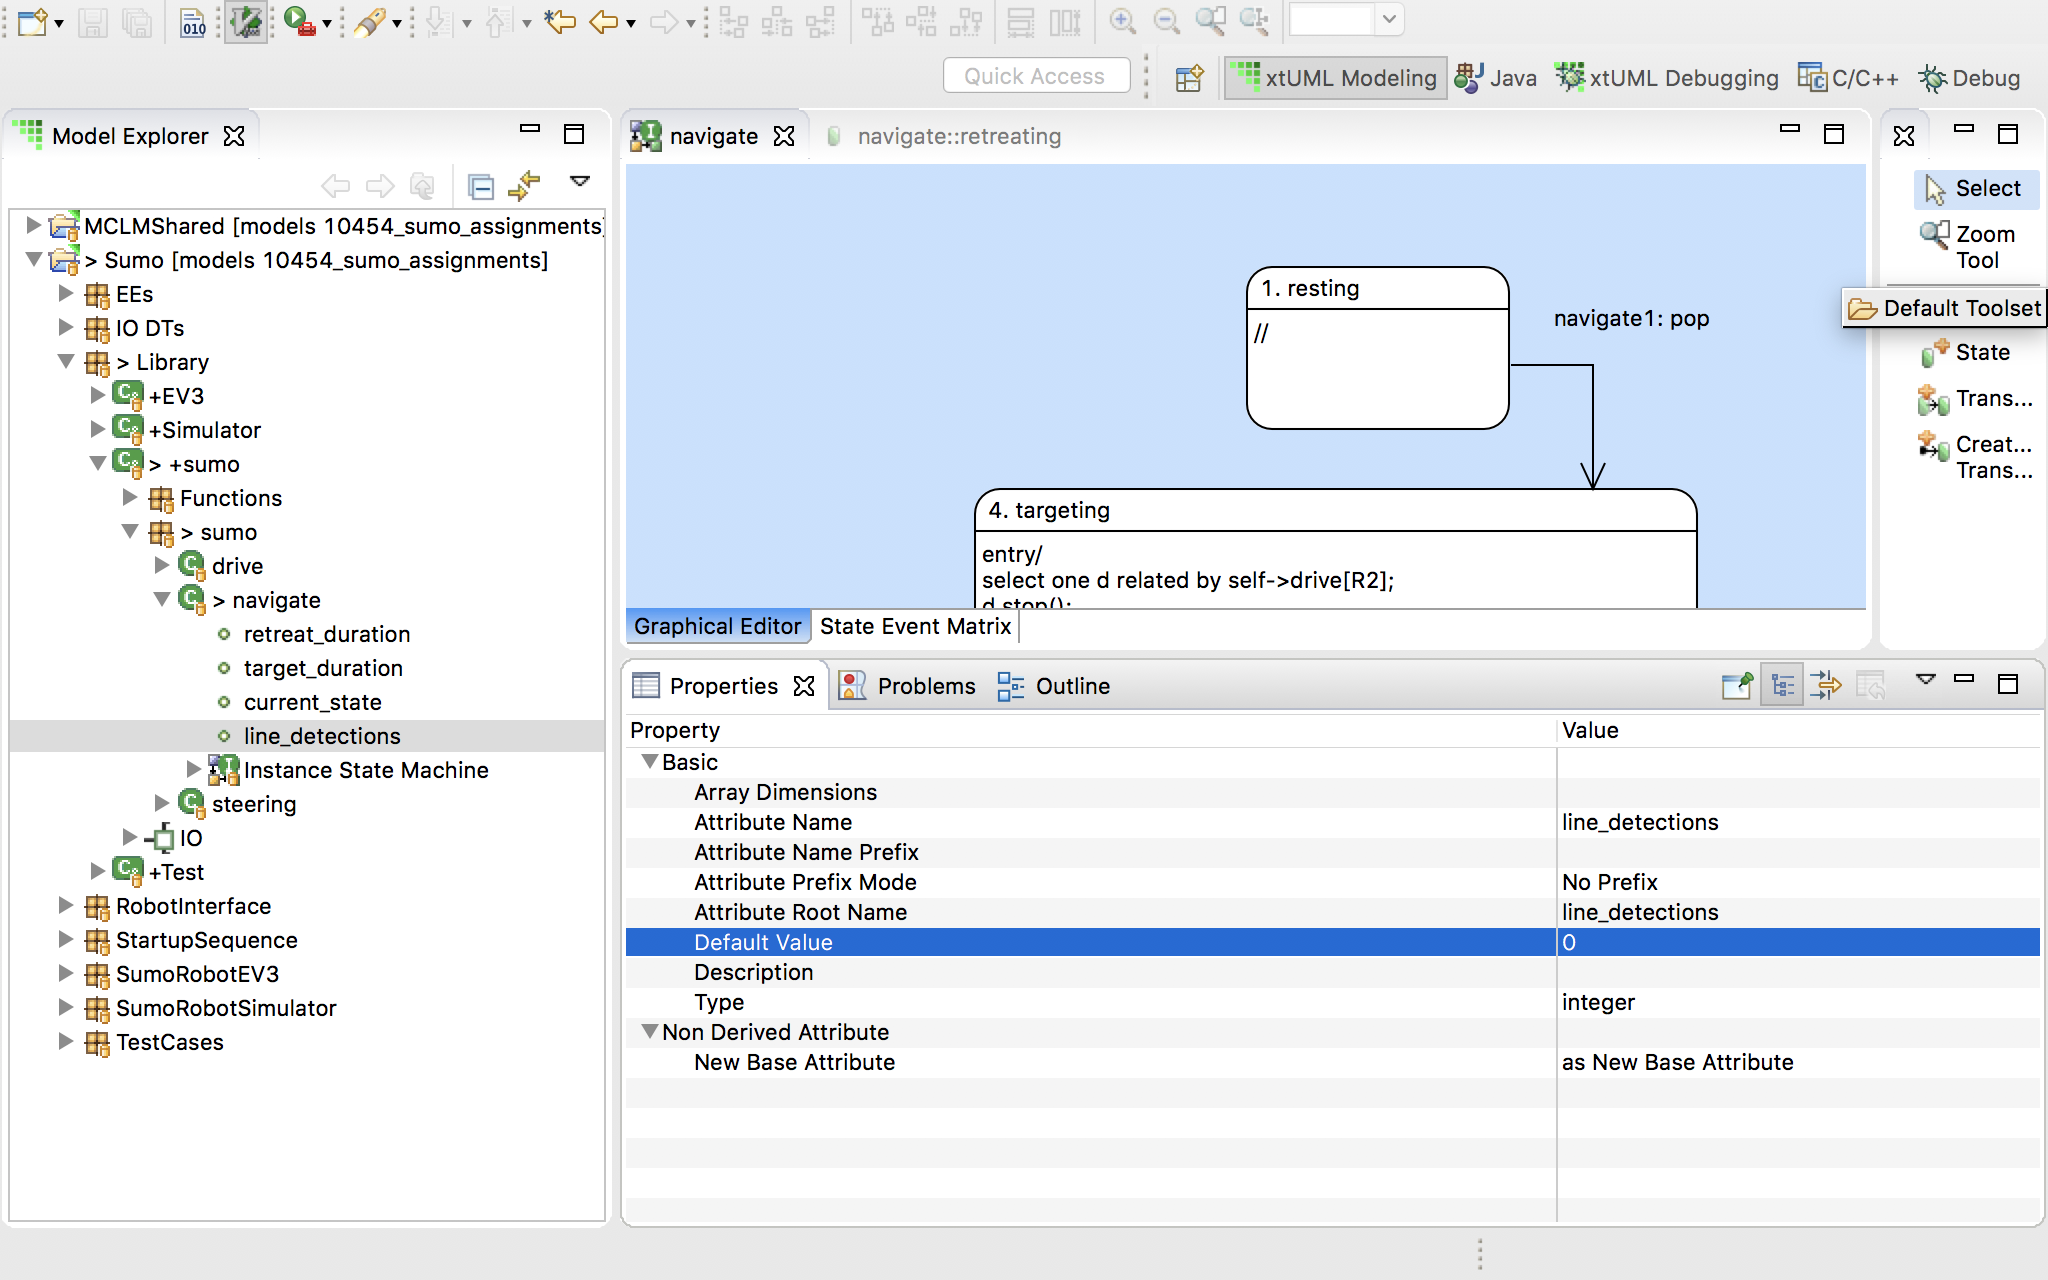 010
Quick Access
xtUML Modeling
Java
xtUML Debugging
C/C++
Debug
Model Explorer
MCLMShared [models 10454_sumo_assignments]
> Sumo [models 10454_sumo_assignments]
EEs
IO DTs
> Library
+EV3
+Simulator
> +sumo
Functions
> sumo
drive
> navigate
retreat_duration
target_duration
current_state
line_detections
Instance State Machine
steering
IO
+Test
RobotInterface
StartupSequence
SumoRobotEV3
SumoRobotSimulator
TestCases
navigate
navigate::retreating
1. resting
//
navigate1: pop
4. targeting
entry/
select one d related by self->drive[R2];
d.stop();
Graphical Editor
State Event Matrix
Select
Zoom
Tool
Default Toolset
State
Trans...
Creat...
Trans...
Properties
Problems
Outline
Property Value
Basic
Array Dimensions
Attribute Name line_detections
Attribute Name Prefix
Attribute Prefix Mode No Prefix
Attribute Root Name line_detections
Default Value 0
Description
Type integer
Non Derived Attribute
New Base Attribute as New Base Attribute